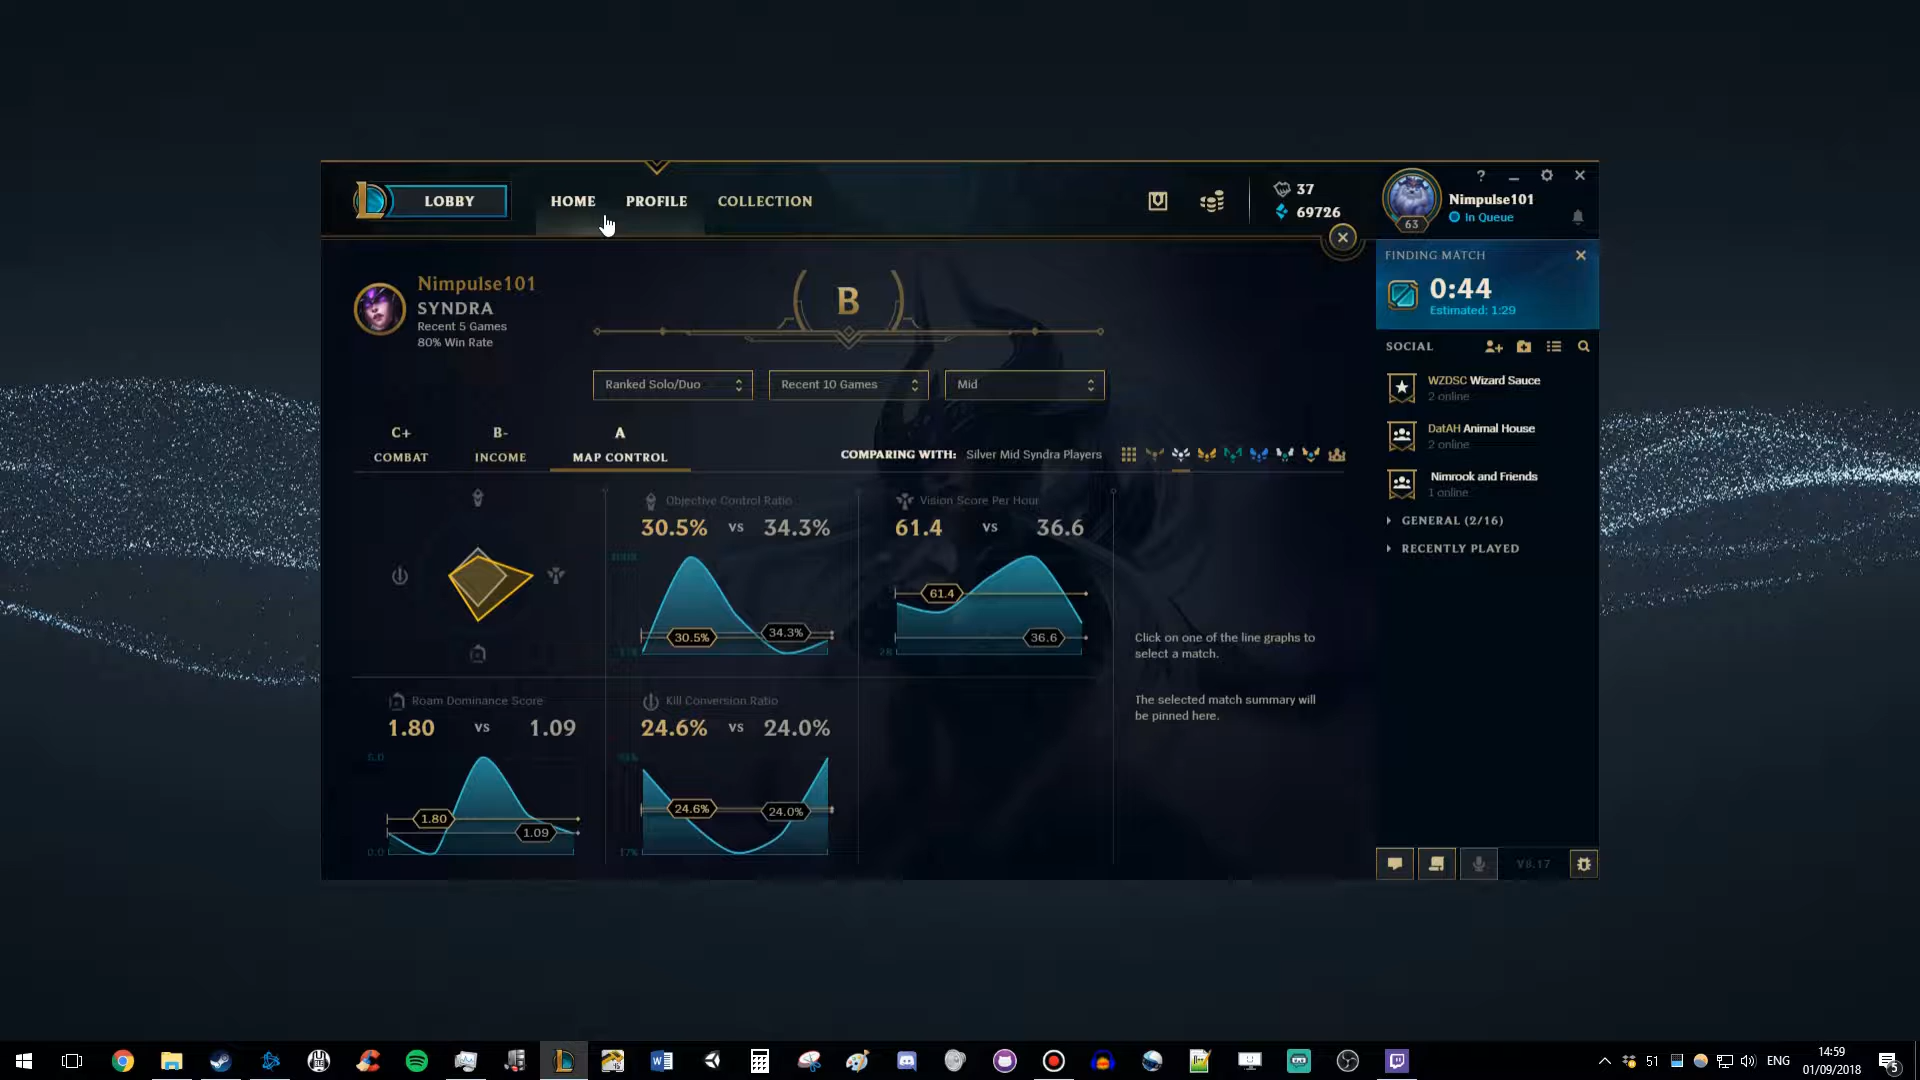 LOBBY
HOME
PROFILE
COLLECTION
37
69726
?
Nimpulse101
In Queue
63
FINDING MATCH
0:44
Estimated: 1:29
SOCIAL
WZDSC Wizard Sauce
2 online
DatAH Animal House
2 online
Nimrook and Friends
1 online
GENERAL (2/16)
RECENTLY PLAYED
Nimpulse101
SYNDRA
Recent 5 Games
80% Win Rate
B
Ranked Solo/Duo
Recent 10 Games
Mid
C+
COMBAT
B-
INCOME
A
MAP CONTROL
COMPARING WITH: Silver Mid Syndra Players
Objective Control Ratio
30.5% vs 34.3%
30.5%
34.3%
Vision Score Per Hour
61.4 vs 36.6
61.4
36.6
28
Click on one of the line graphs to
select a match.
The selected match summary will
be pinned here.
Roam Dominance Score
1.80 vs 1.09
1.80
1.09
0.0
Kill Conversion Ratio
24.6% vs 24.0%
24.6%
24.0%
17%
V8.17
51
ENG
14:59
01/09/2018
5